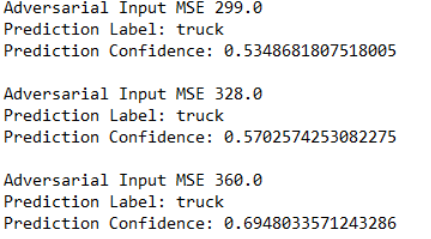 Adversarial Input MSE 299.0
Prediction Label: truck
Prediction Confidence: 0.5348681807518005
Adversarial Input MSE 328.0
Prediction Label: truck
Prediction Confidence: 0.5702574253082275
Adversarial Input MSE 360.0
Prediction Label: truck
Prediction Confidence: 0.6948033571243286